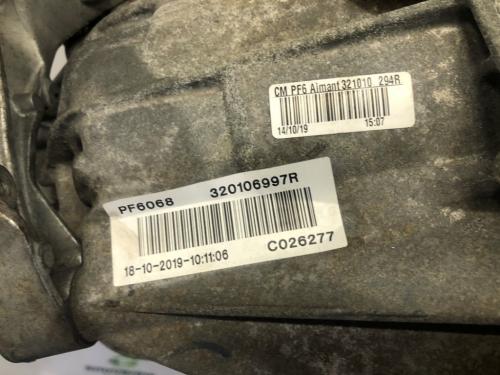 CM PF6 Aimant 321010 294R
14/10/19 15:07
PF6068 320106997R
18-10-2019-10:11:06 C026277